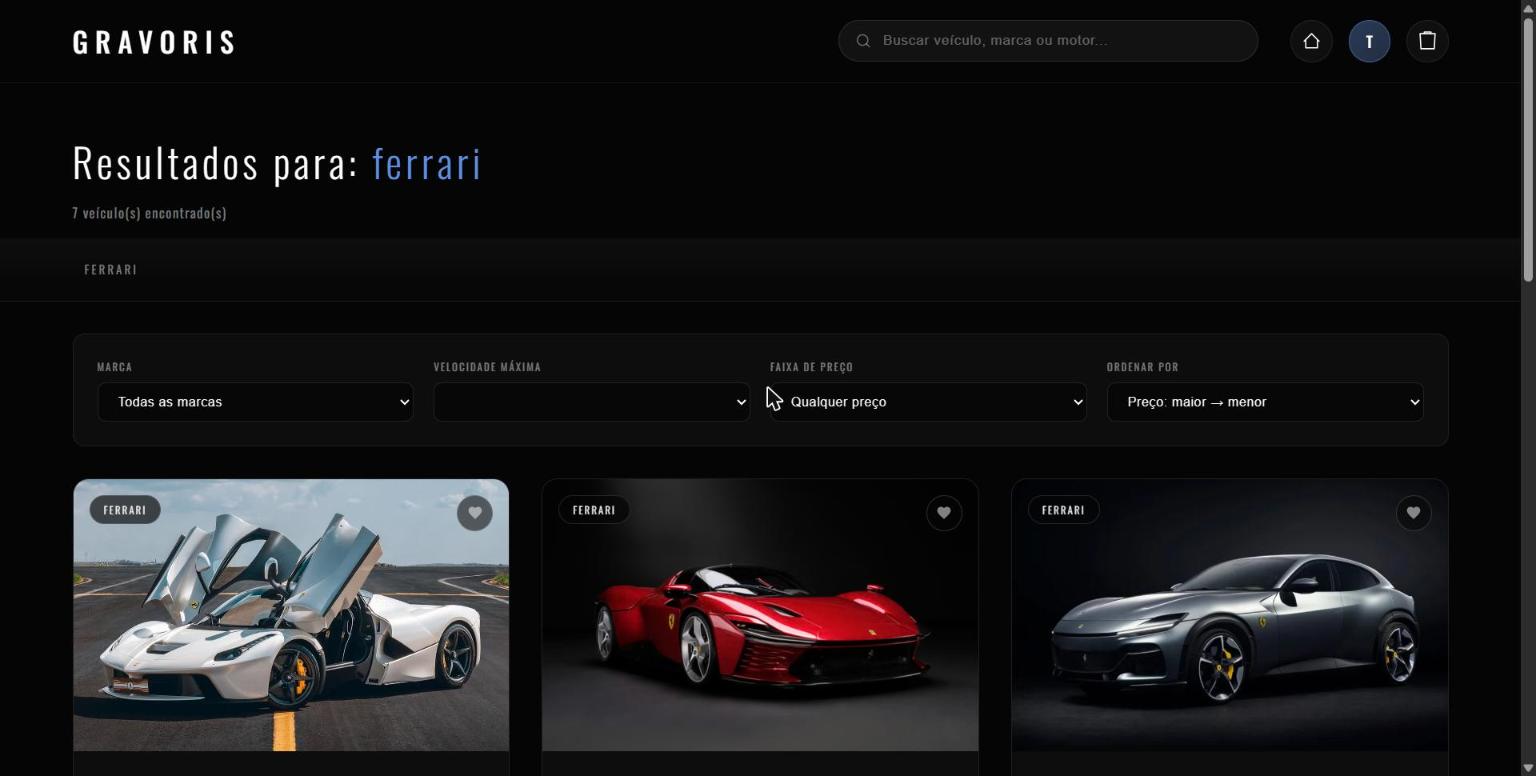 GRAVORIS
Buscar veículo, marca ou motor...
T
Resultados para: ferrari
7 veículo(s) encontrado(s)
FERRARI
MARCA
VELOCIDADE MÁXIMA
FAIXA DE PREÇO
ORDENAR POR
Todas as marcas
Qualquer preço
Preço: maior → menor
FERRARI
FERRARI
FERRARI